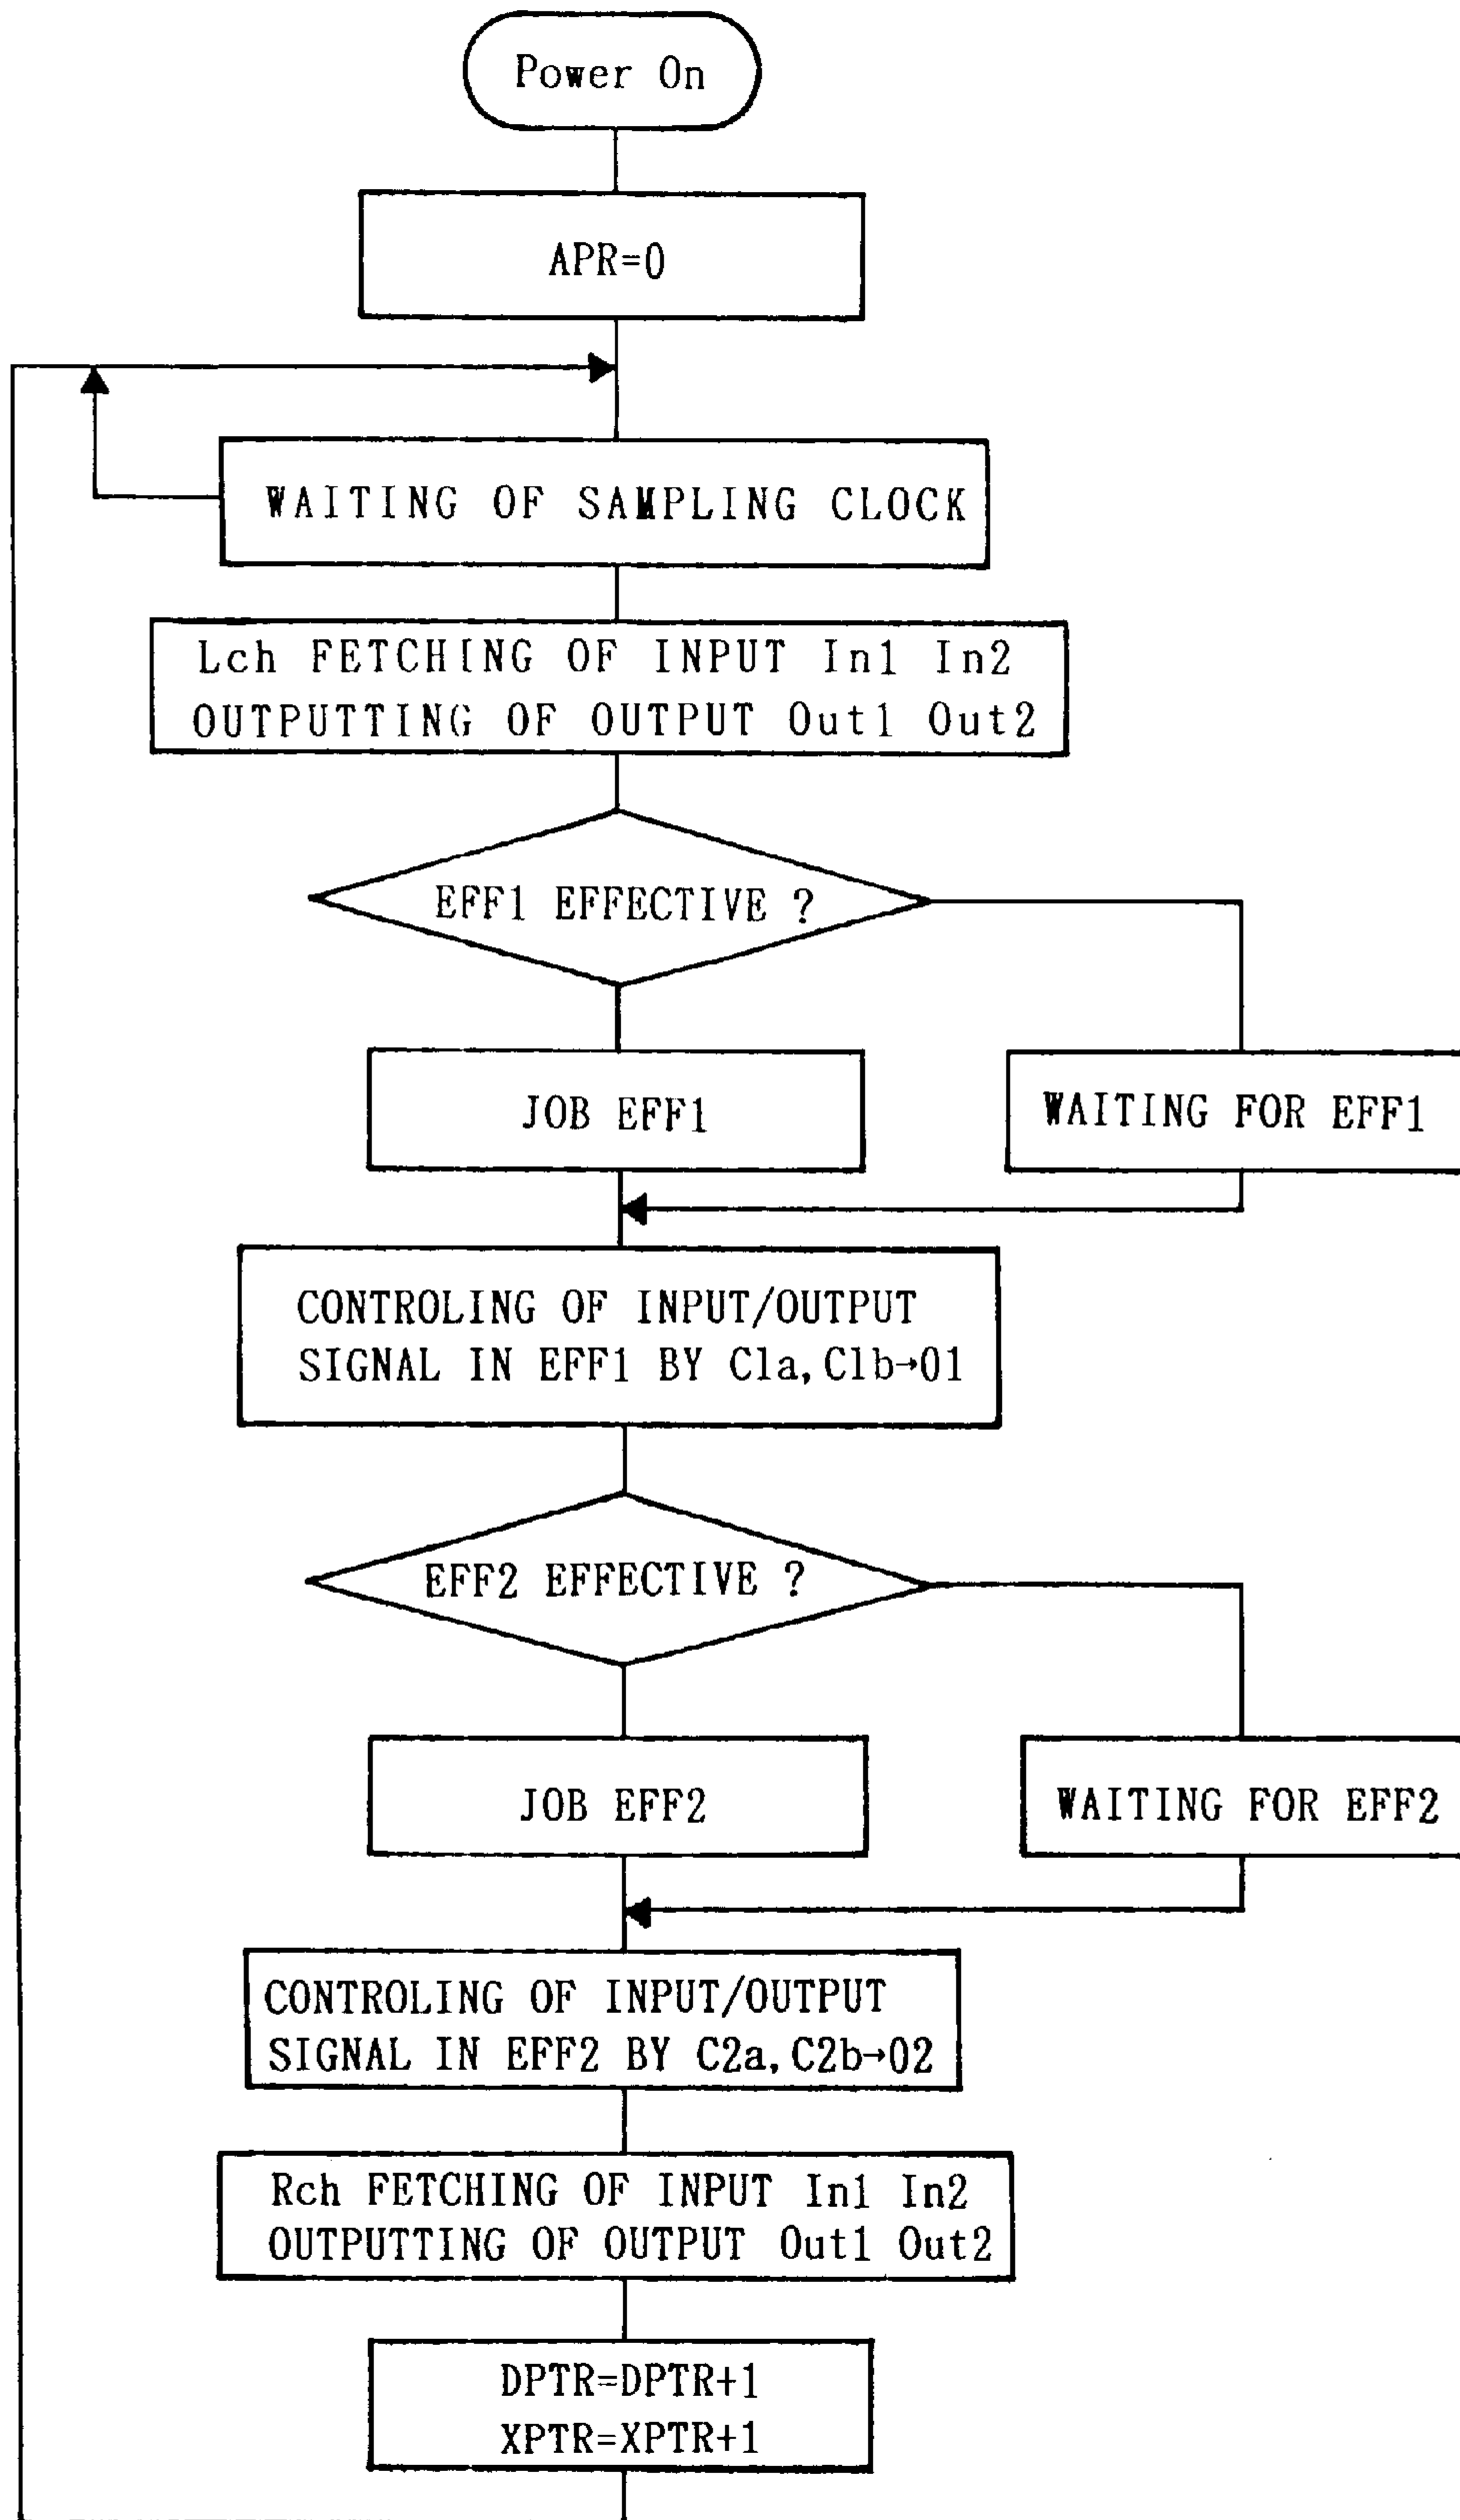 Power On
APR=0
WAITING OF SAMPLING CLOCK
Lch FETCHING OF INPUT In1 In2
OUTPUTTING OF OUTPUT Out1 Out2
EFF1 EFFECTIVE ?
JOB EFF1
WAITING FOR EFF1
CONTROLING OF INPUT/OUTPUT
SIGNAL IN EFF1 BY C1a,C1b→O1
EFF2 EFFECTIVE ?
JOB EFF2
WAITING FOR EFF2
CONTROLING OF INPUT/OUTPUT
SIGNAL IN EFF2 BY C2a,C2b→O2
Rch FETCHING OF INPUT In1 In2
OUTPUTTING OF OUTPUT Out1 Out2
DPTR=DPTR+1
XPTR=XPTR+1